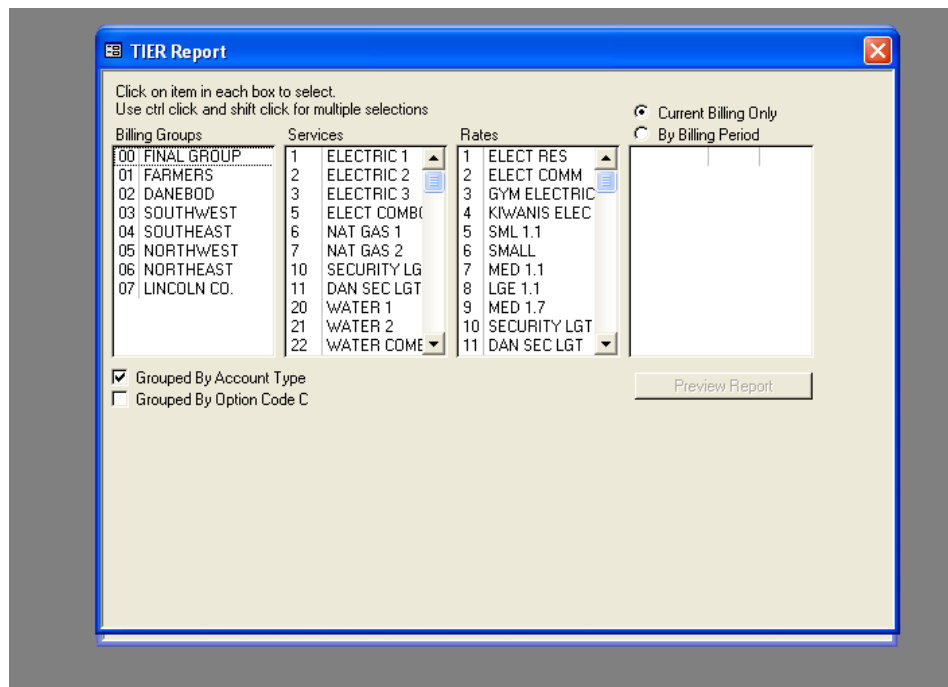 TIER Report
Click on item in each box to select.
Use ctrl click and shift click for multiple selections
Current Billing Only
By Billing Period
Billing Groups
00 FINAL GROUP
01 FARMERS
02 DANEBOD
03 SOUTHWEST
04 SOUTHEAST
05 NORTHWEST
06 NORTHEAST
07 LINCOLN CO.
Services
1 ELECTRIC 1
2 ELECTRIC 2
3 ELECTRIC 3
5 ELECT COMB(
6 NAT GAS 1
7 NAT GAS 2
10 SECURITY LG
11 DAN SEC LGT
20 WATER 1
21 WATER 2
22 WATER COME
Rates
1 ELECT RES
2 ELECT COMM
3 GYM ELECTRIC
4 KIWANIS ELEC
5 SML 1.1
6 SMALL
7 MED 1.1
8 LGE 1.1
9 MED 1.7
10 SECURITY LGT
11 DAN SEC LGT
Grouped By Account Type
Grouped By Option Code C
Preview Report